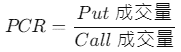 PCR = Put 成交量 / Call 成交量